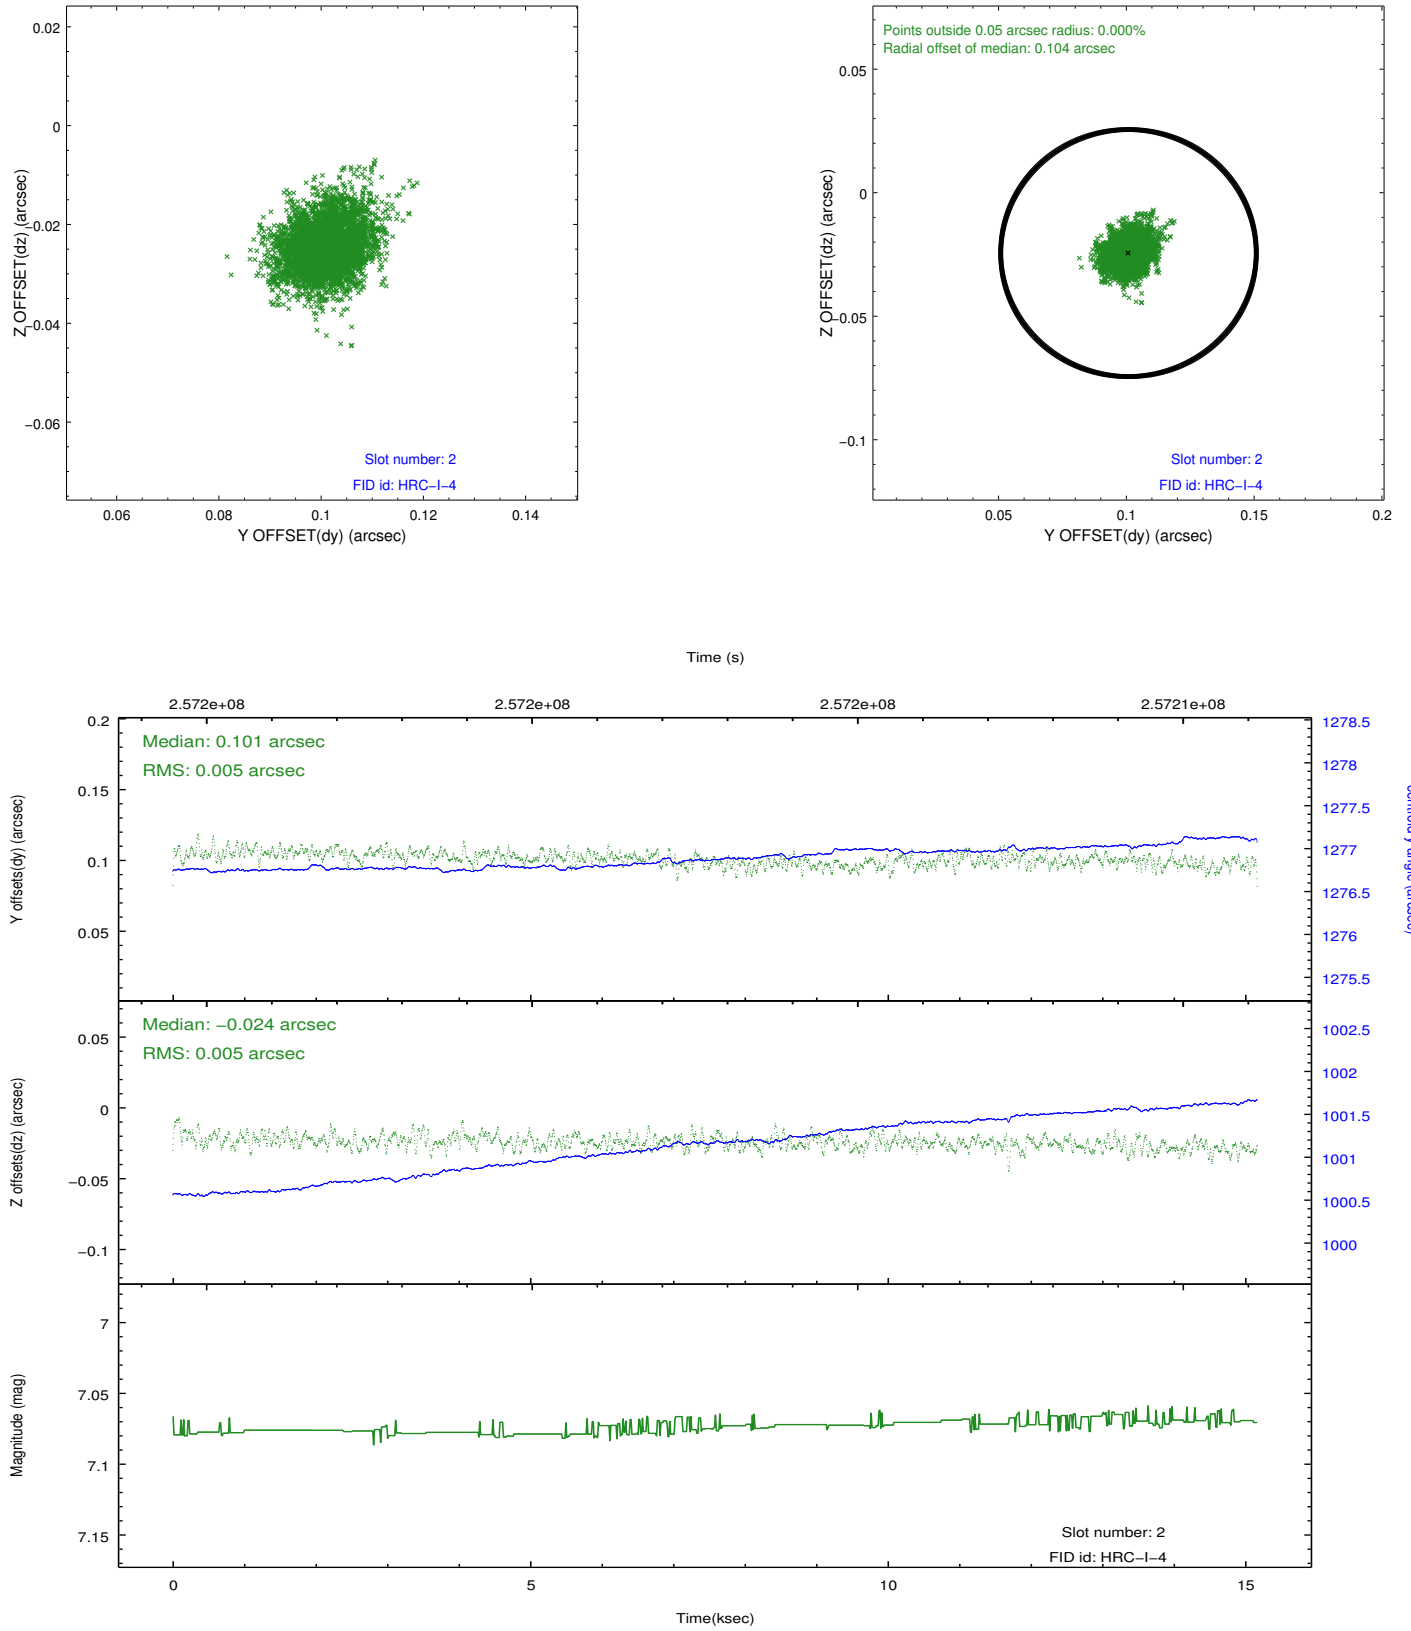 0.02
0
−0.02
−0.04
−0.06
Z OFFSET(dz) (arcsec)
Slot number: 2
FID id: HRC−I−4
0.06 0.08 0.1 0.12 0.14
Y OFFSET(dy) (arcsec)
Points outside 0.05 arcsec radius: 0.000%
Radial offset of median: 0.104 arcsec
0.05
0
−0.05
−0.1
Z OFFSET(dz) (arcsec)
Slot number: 2
FID id: HRC−I−4
0.05 0.1 0.15 0.2
Y OFFSET(dy) (arcsec)
Time (s)
2.572e+08 2.572e+08 2.572e+08 2.5721e+08
Median: 0.101 arcsec
RMS: 0.005 arcsec
0.2
0.15
0.1
0.05
Y offsets(dy) (arcsec)
1278.5
1278
1277.5
1277
1276.5
1276
1275.5
centroid y angle (arcsec)
Median: −0.024 arcsec
RMS: 0.005 arcsec
0.05
0
−0.05
−0.1
Z offsets(dz) (arcsec)
1002.5
1002
1001.5
1001
1000.5
1000
7
7.05
7.1
7.15
Magnitude (mag)
Slot number: 2
FID id: HRC−I−4
0 5 10 15
Time(ksec)